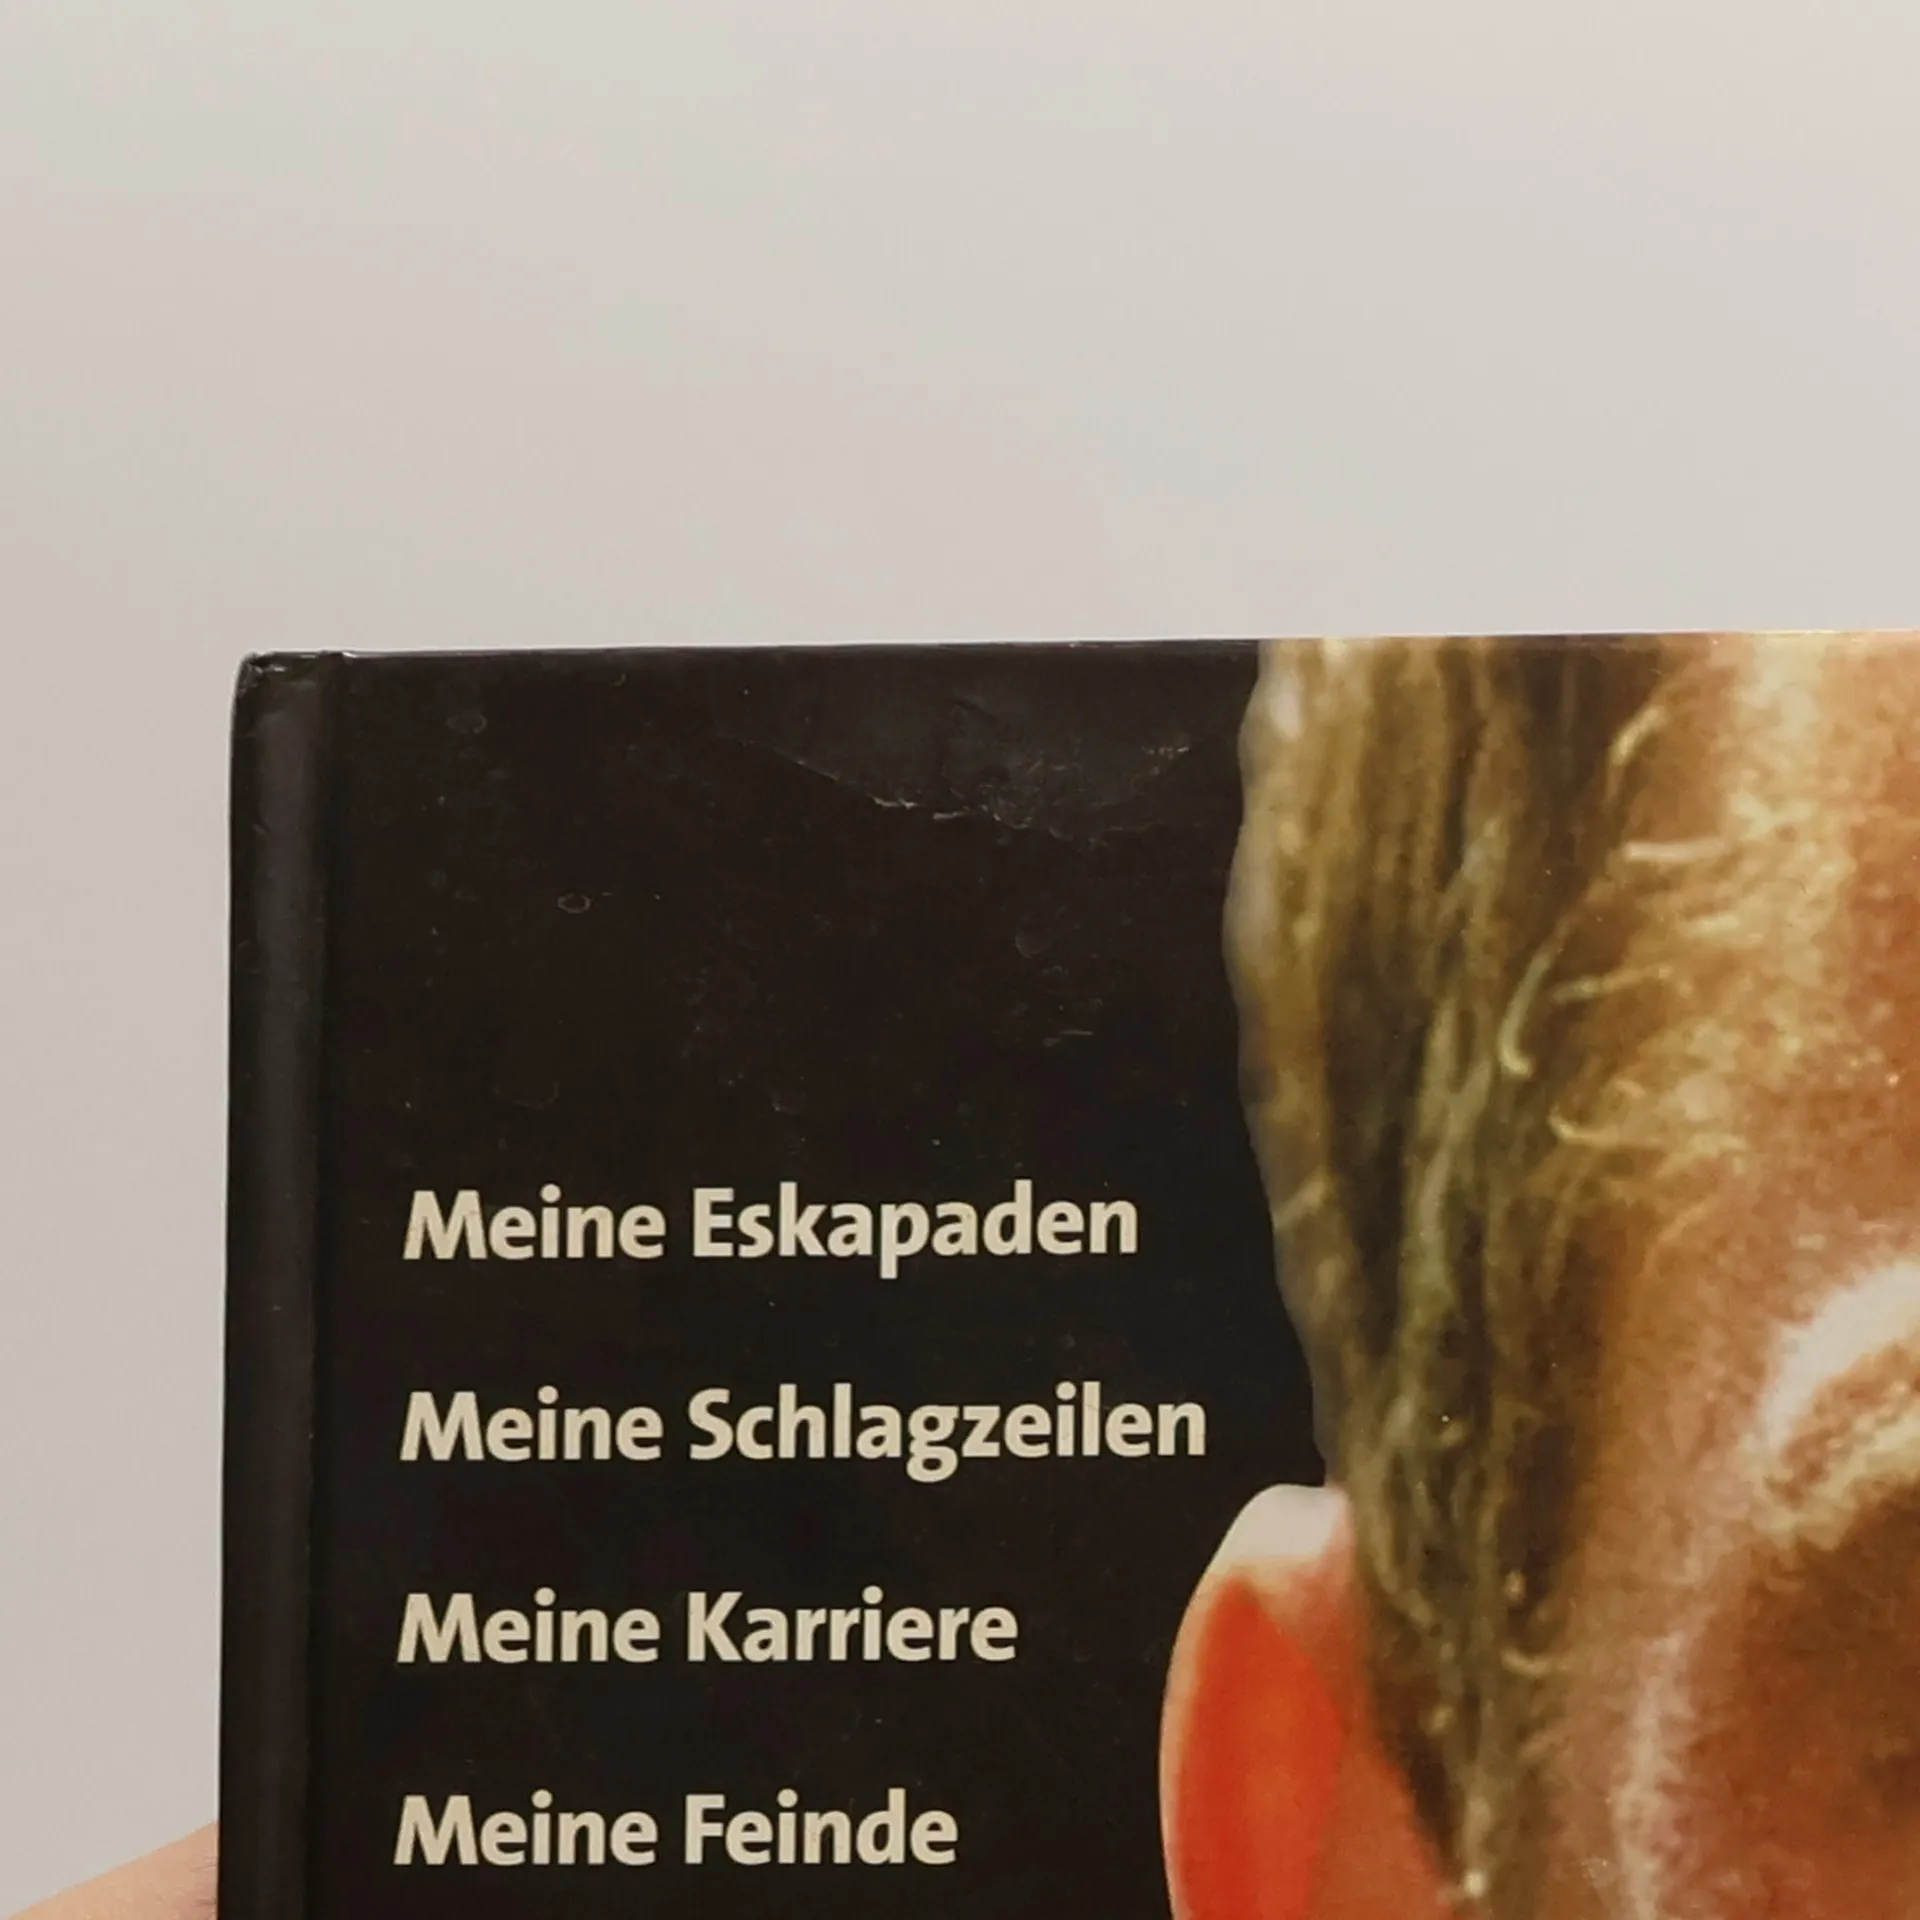 Meine Eskapaden
Meine Schlagzeilen
Meine Karriere
Meine Feinde